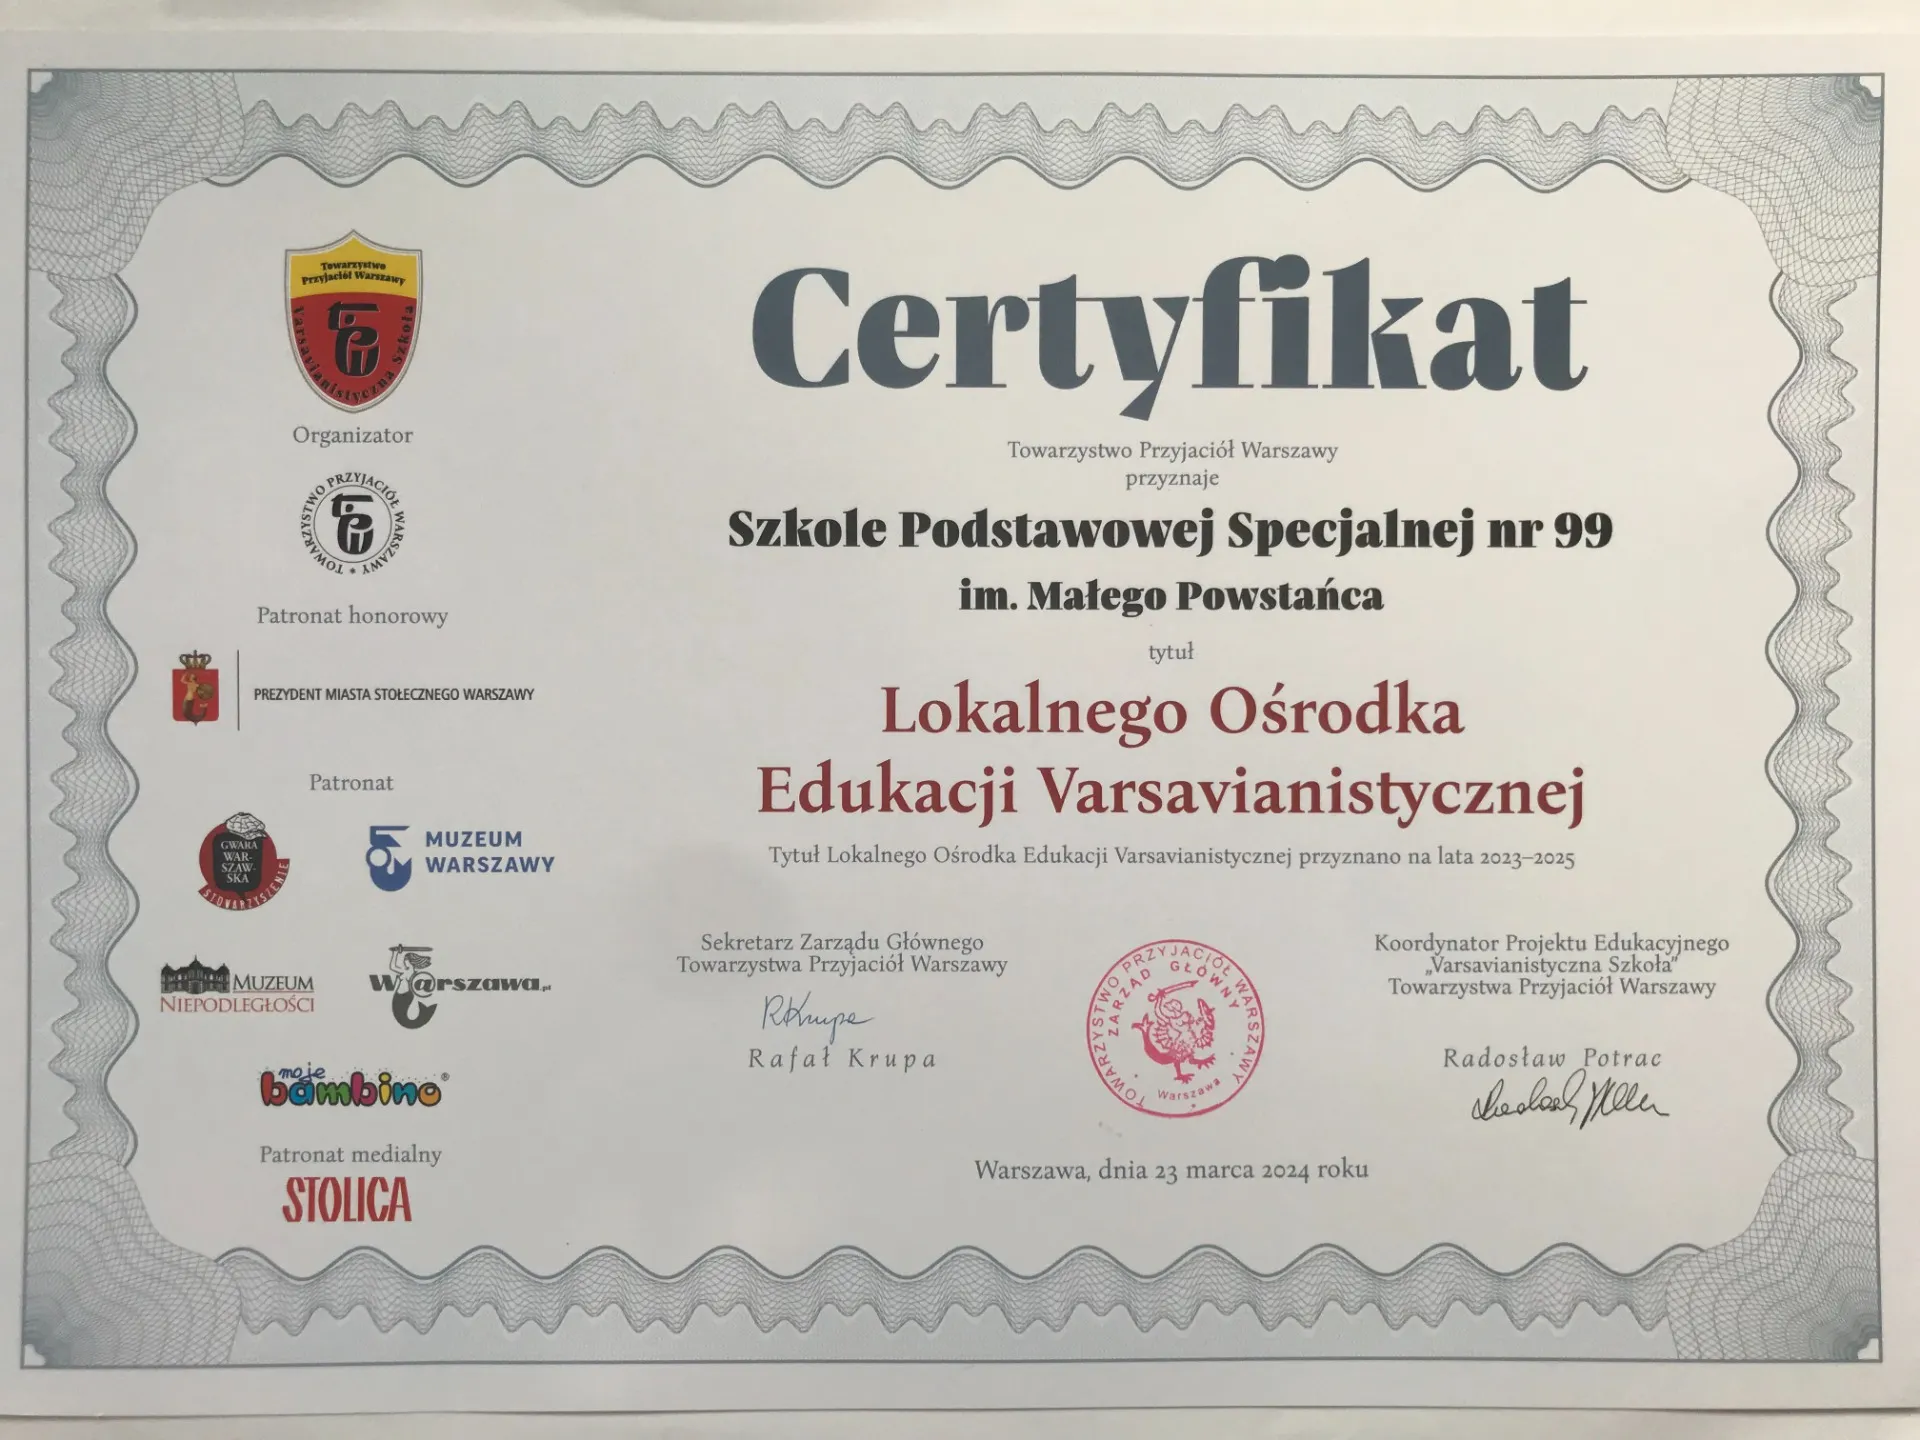 Towarzystwo
Przyjaciół Warszawy
Varsavianistyczna Szkoła
Organizator
TOWARZYSTWO PRZYJACIÓŁ WARSZAWY *
Patronat honorowy
PREZYDENT MIASTA STOŁECZNEGO WARSZAWY
Patronat
GWARA
WAR-
SZAW-
SKA
STOWARZYSZENIE
MUZEUM
WARSZAWY
MUZEUM
NIEPODLEGŁOŚCI
W@rszawa.pl
moje
bambino®
Patronat medialny
STOLICA
Certyfikat
Towarzystwo Przyjaciół Warszawy
przyznaje
Szkole Podstawowej Specjalnej nr 99
im. Małego Powstańca
tytuł
Lokalnego Ośrodka
Edukacji Varsavianistycznej
Tytuł Lokalnego Ośrodka Edukacji Varsavianistycznej przyznano na lata 2023–2025
Sekretarz Zarządu Głównego
Towarzystwa Przyjaciół Warszawy
RKrupa
Rafał Krupa
TOWARZYSTWO PRZYJACIÓŁ WARSZAWY
ZARZĄD GŁÓWNY
Warszawa
Koordynator Projektu Edukacyjnego
„Varsavianistyczna Szkoła”
Towarzystwa Przyjaciół Warszawy
Radosław Potrac
Warszawa, dnia 23 marca 2024 roku